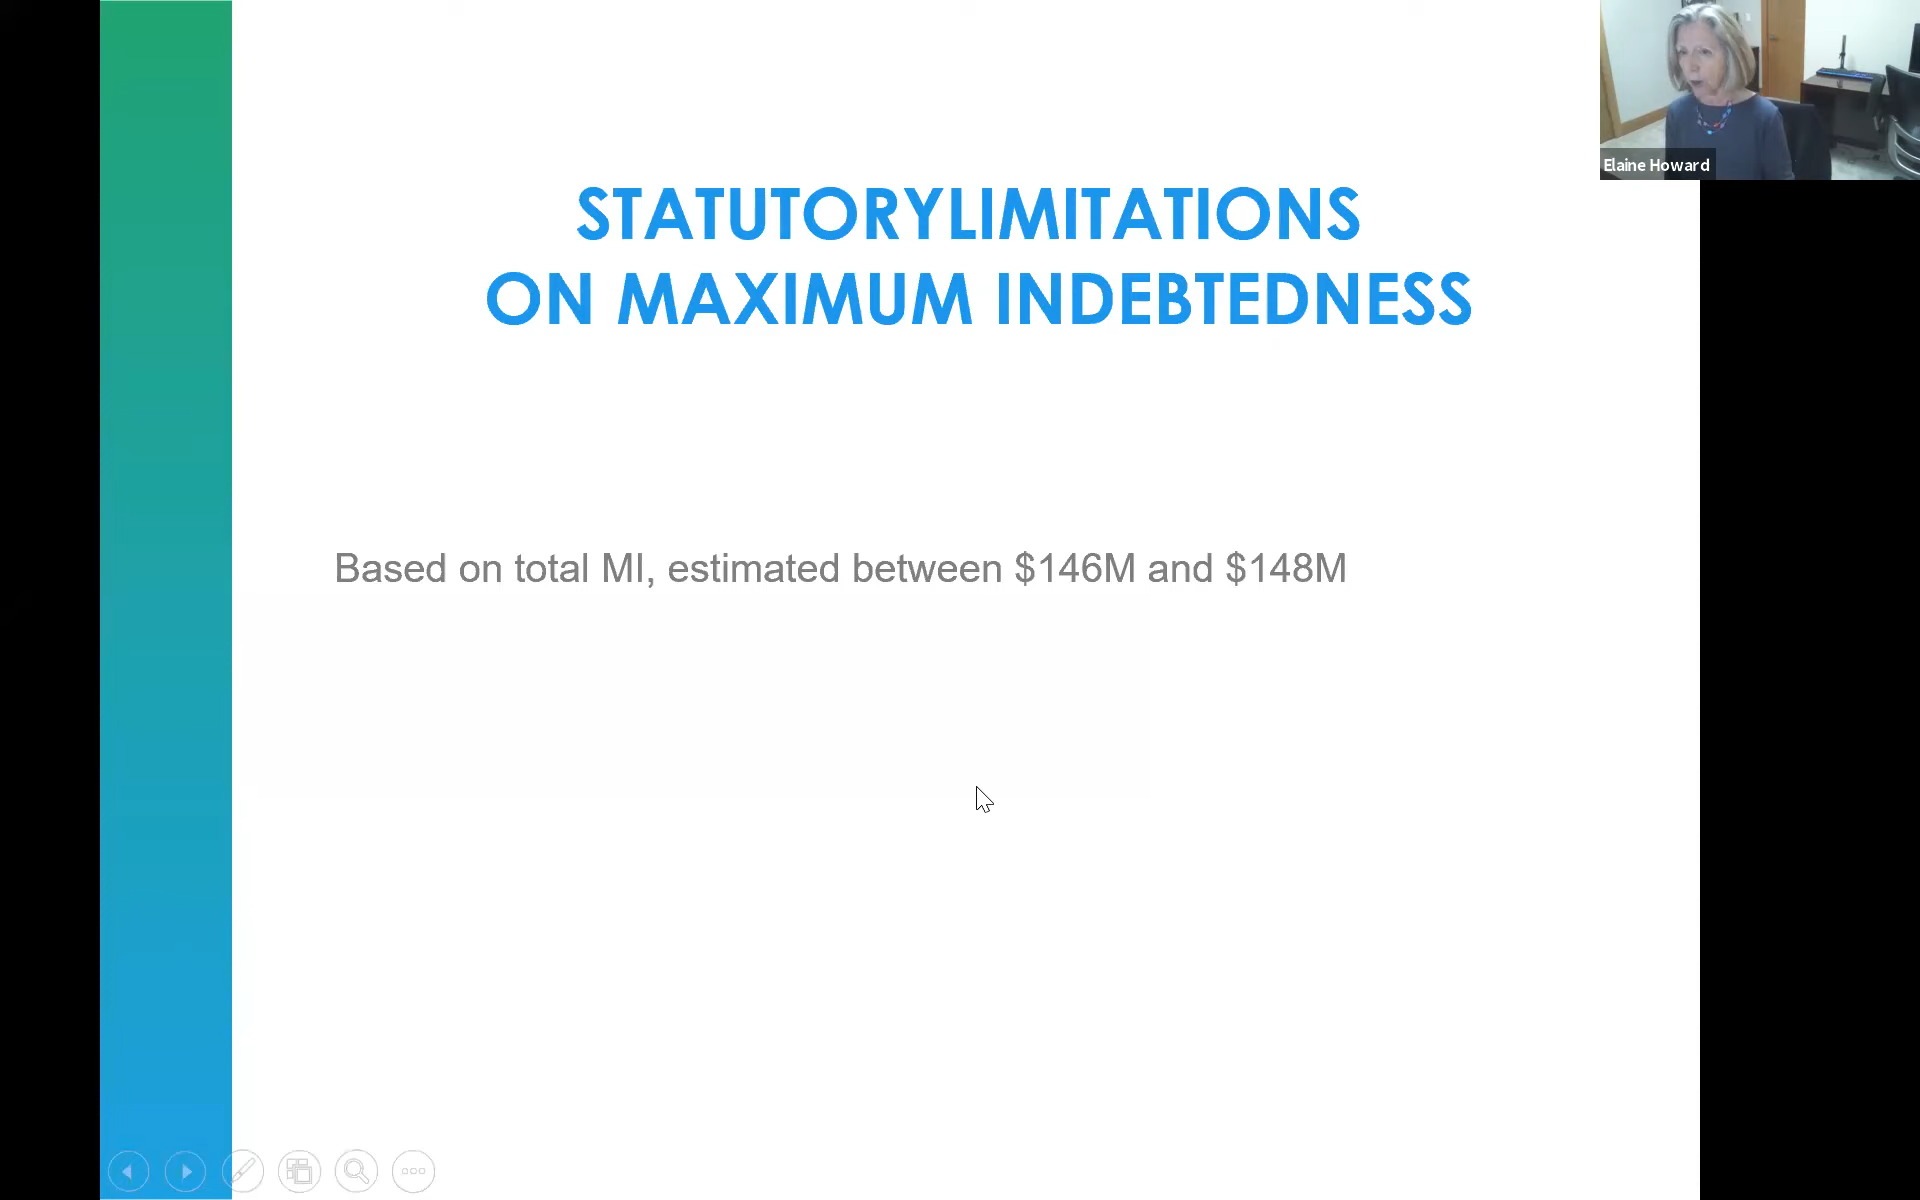 Elaine Howard
STATUTORYLIMITATIONS
ON MAXIMUM INDEBTEDNESS
Based on total MI, estimated between $146M and $148M